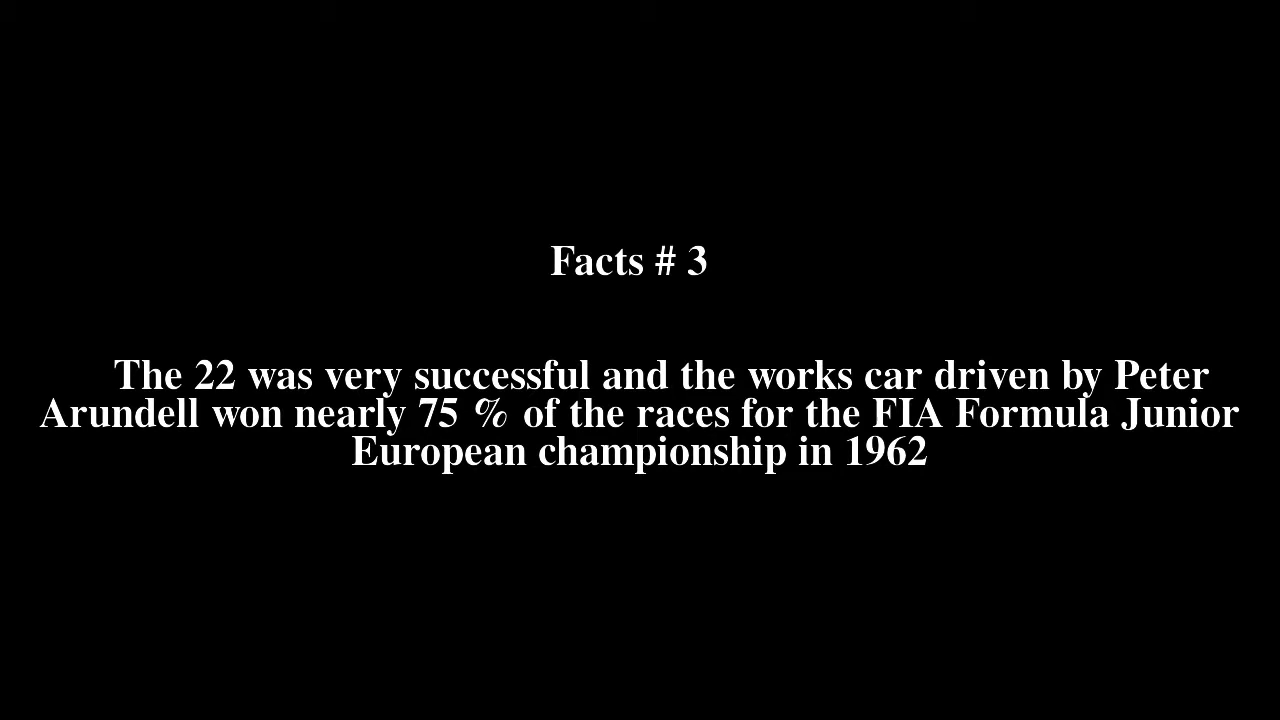 Facts # 3
The 22 was very successful and the works car driven by Peter
Arundell won nearly 75 % of the races for the FIA Formula Junior
European championship in 1962